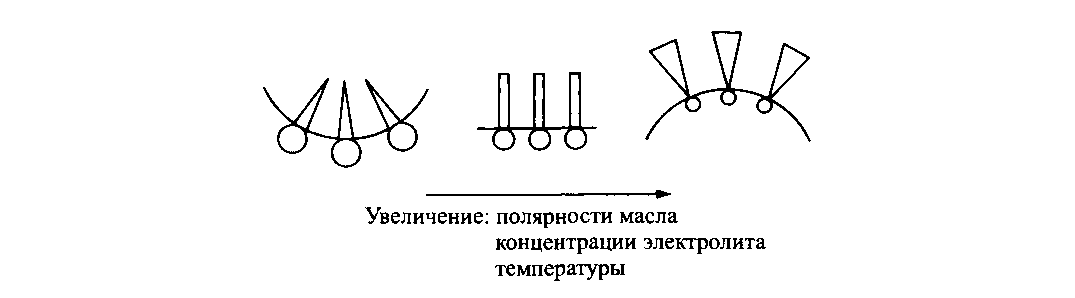 Увеличение: полярности масла
концентрации электролита
температуры